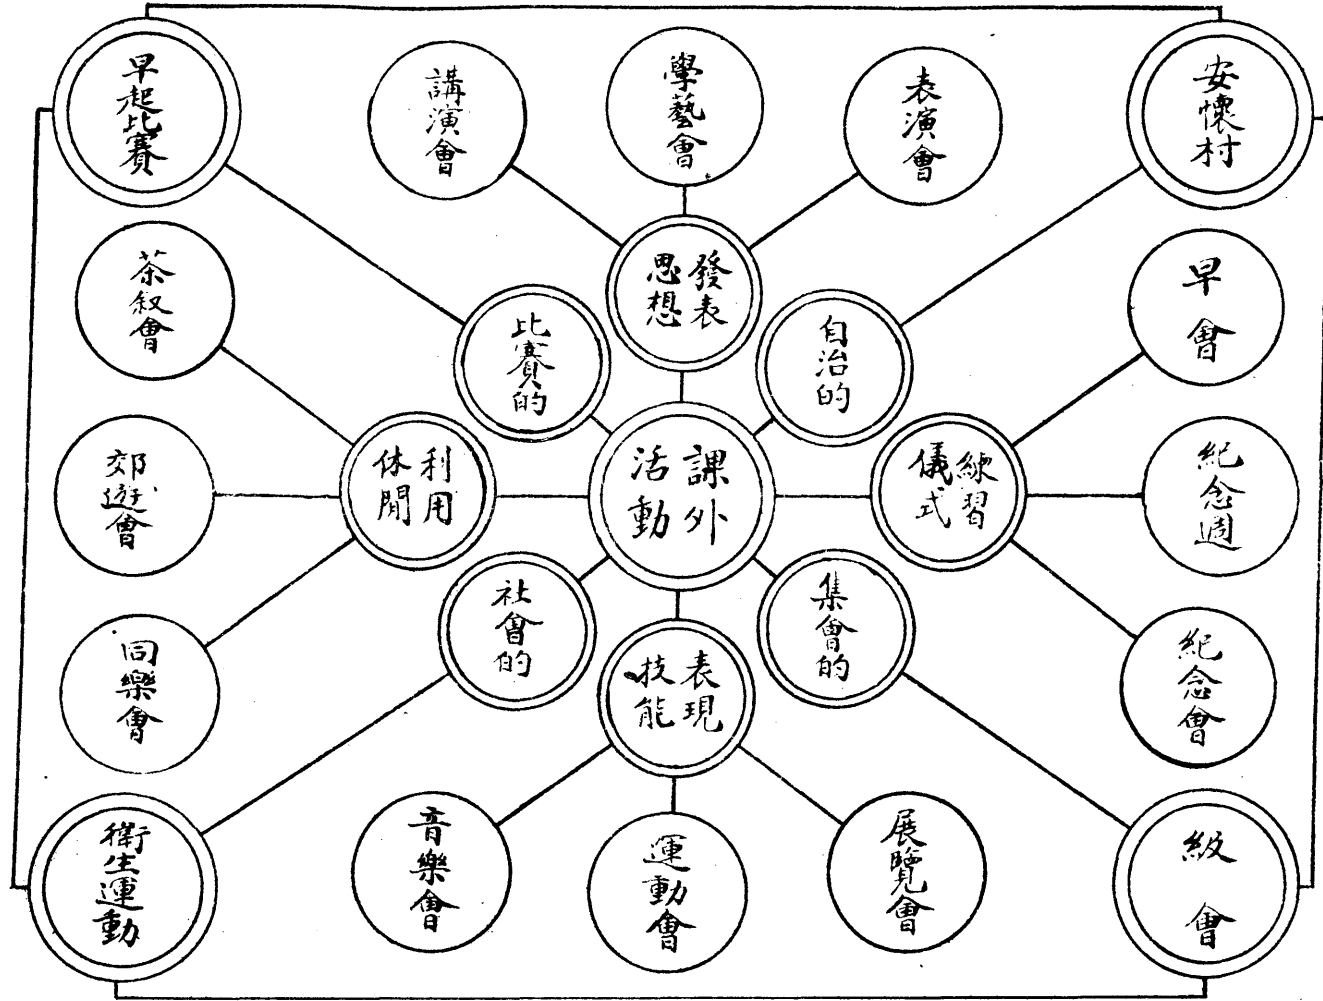 早起比賽
講演會
學藝會
表演會
安懷村
茶敘會
比賽的
發表思想
自治的
早會
郊遊會
利用休閒
課外活動
練習儀式
紀念週
同樂會
社會的
表現技能
集會的
紀念會
衛生運動
音樂會
運動會
展覽會
級會